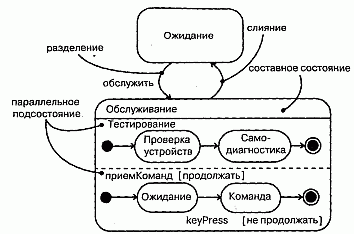 Ожидание
слияние
разделение
обслужить
составное состояние
параллельное
подсостояние
Обслуживание
Тестирование
Проверка
устройств
Само-
диагностика
приемКоманд [продолжать]
Ожидание
Команда
keyPress [не продолжать]